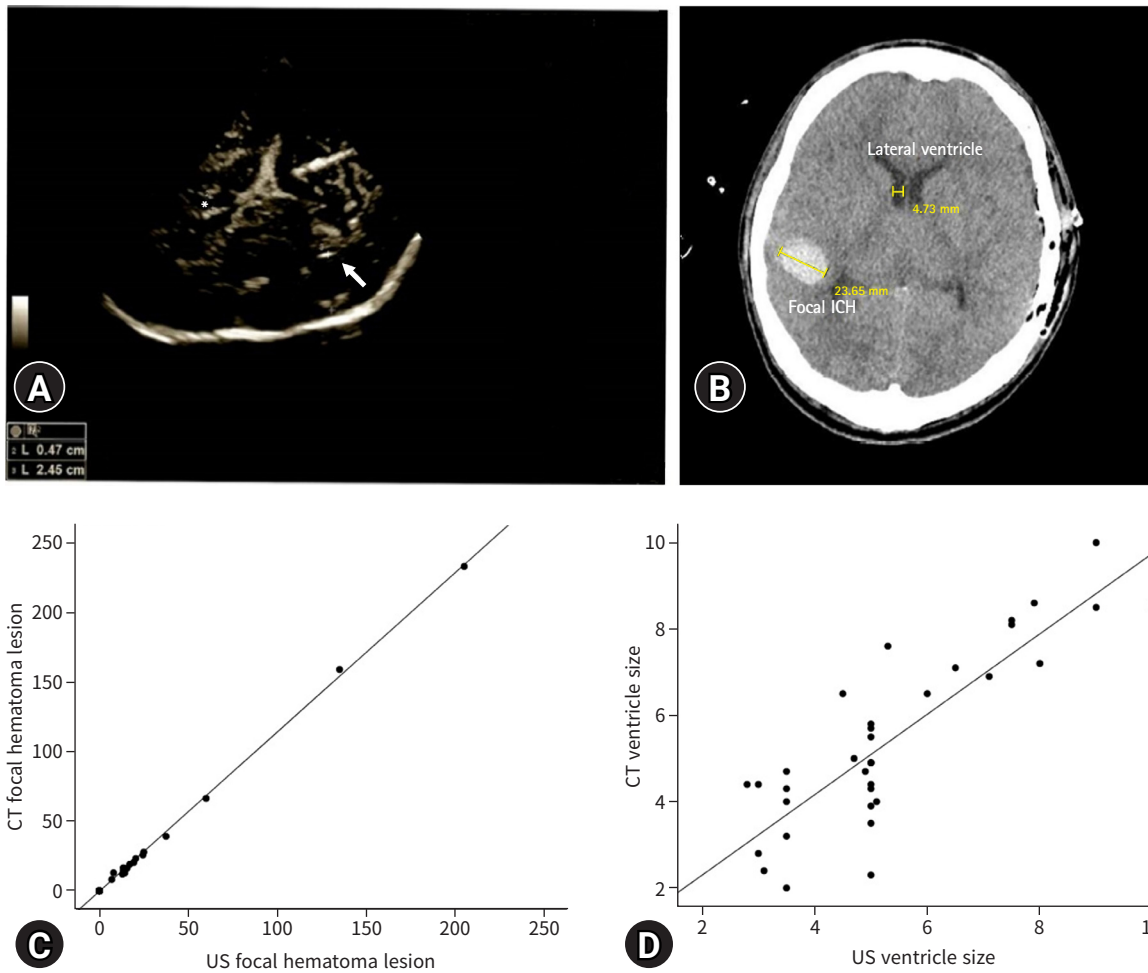 *
L 0.47 cm
L 2.45 cm
A
Lateral ventricle
4.73 mm
23.65 mm
Focal ICH
B
CT focal hematoma lesion
250
200
150
100
50
0
0 50 100 150 200 250
US focal hematoma lesion
C
CT ventricle size
10
8
6
4
2
2 4 6 8 1
US ventricle size
D